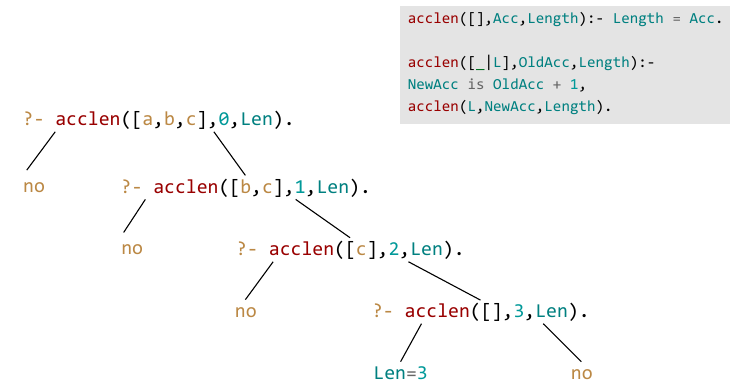 acclen([],Acc,Length):- Length = Acc.
acclen([_|L],OldAcc,Length):-
NewAcc is OldAcc + 1,
acclen(L,NewAcc,Length).
?- acclen([a,b,c],0,Len).
no
?- acclen([b,c],1,Len).
no
?- acclen([c],2,Len).
no
?- acclen([],3,Len).
Len=3
no